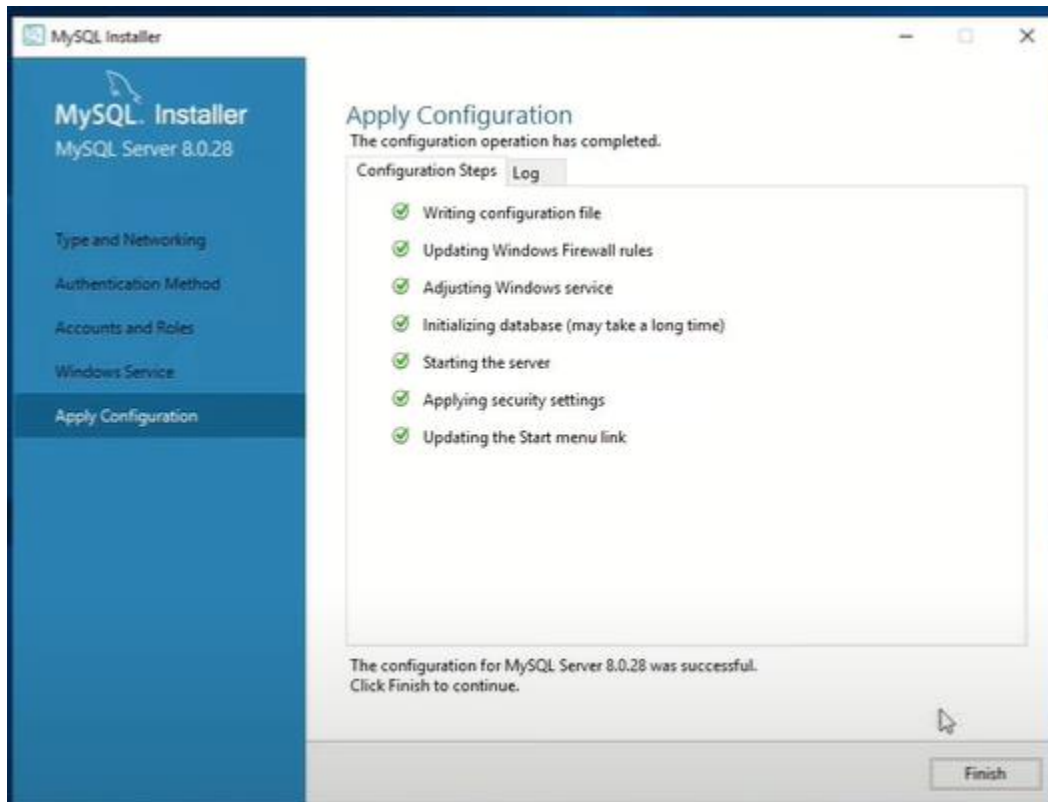 MySQL Installer
MySQL. Installer
MySQL Server 8.0.28
Type and Networking
Authentication Method
Accounts and Roles
Windows Service
Apply Configuration
Apply Configuration
The configuration operation has completed.
Configuration Steps Log
Writing configuration file
Updating Windows Firewall rules
Adjusting Windows service
Initializing database (may take a long time)
Starting the server
Applying security settings
Updating the Start menu link
The configuration for MySQL Server 8.0.28 was successful.
Click Finish to continue.
Finish